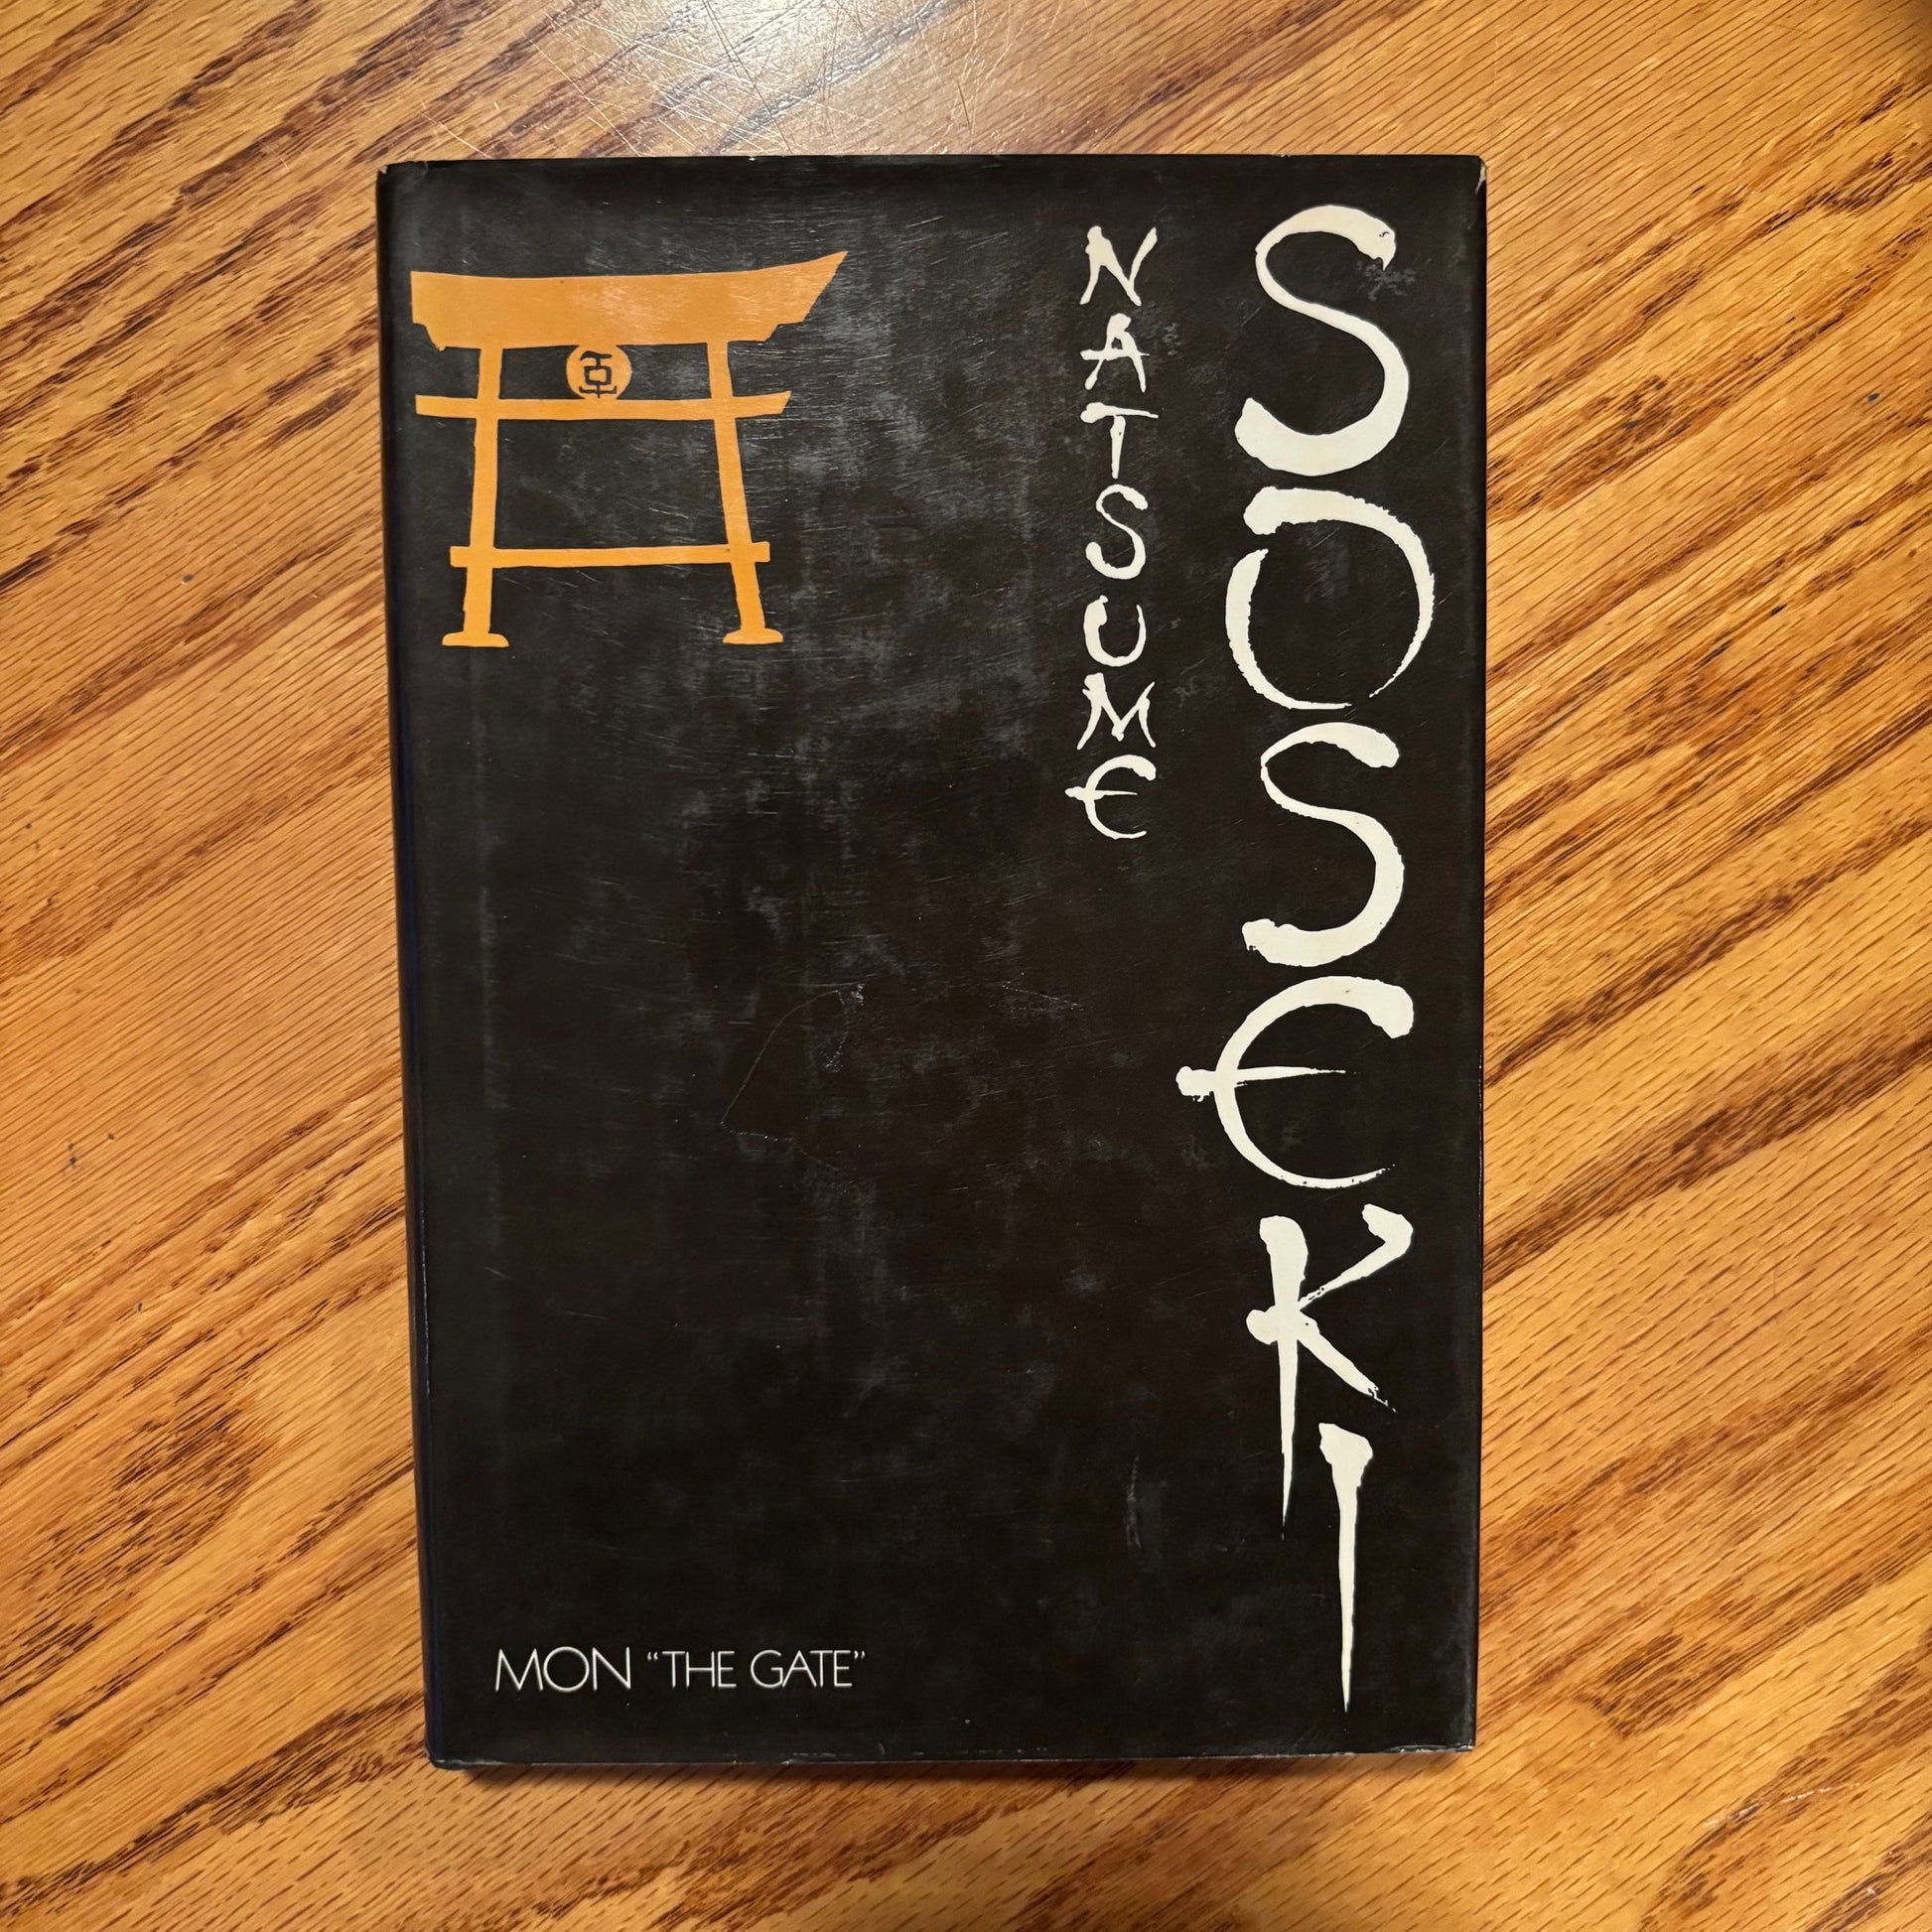 NATSUME
SOSEKI
MON “THE GATE”